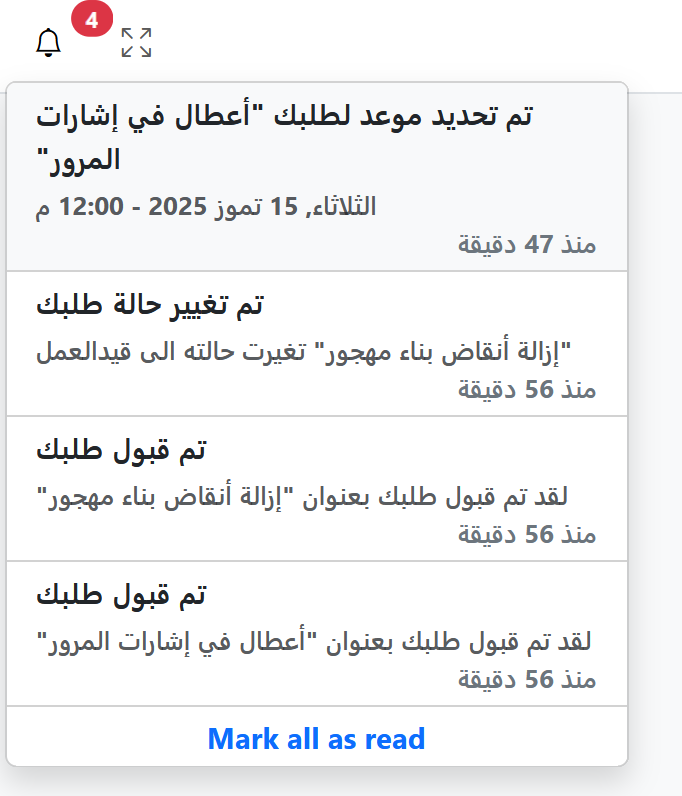 4
تم تحديد موعد لطلبك "أعطال في إشارات
المرور"
الثلاثاء, 15 تموز 2025 - 12:00 م
منذ 47 دقيقة
تم تغيير حالة طلبك
"إزالة أنقاض بناء مهجور" تغيرت حالته الى قيدالعمل
منذ 56 دقيقة
تم قبول طلبك
لقد تم قبول طلبك بعنوان "إزالة أنقاض بناء مهجور"
منذ 56 دقيقة
تم قبول طلبك
لقد تم قبول طلبك بعنوان "أعطال في إشارات المرور"
منذ 56 دقيقة
Mark all as read